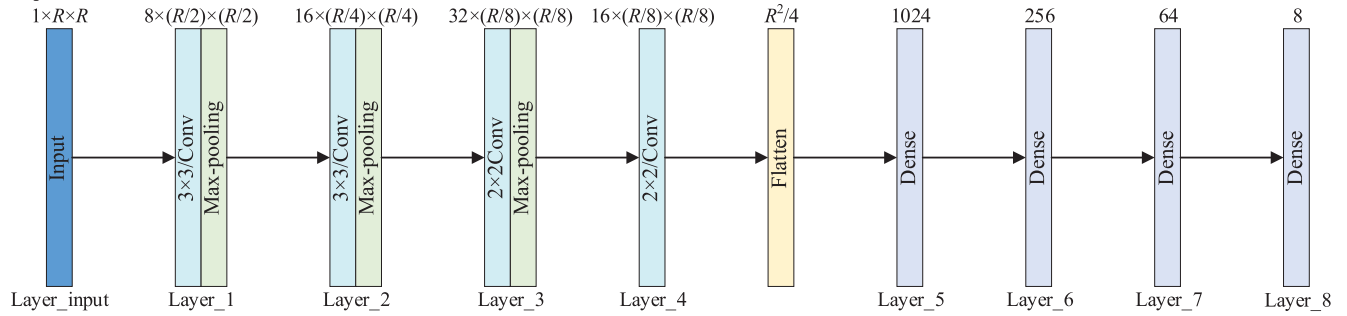 1×R×R 8×(R/2)×(R/2) 16×(R/4)×(R/4) 32×(R/8)×(R/8) 16×(R/8)×(R/8) R²/4 1024 256 64 8
Input
3×3/Conv
Max-pooling
3×3/Conv
Max-pooling
2×2Conv
Max-pooling
2×2/Conv
Flatten
Dense
Dense
Dense
Dense
Layer_input Layer_1 Layer_2 Layer_3 Layer_4 Layer_5 Layer_6 Layer_7 Layer_8